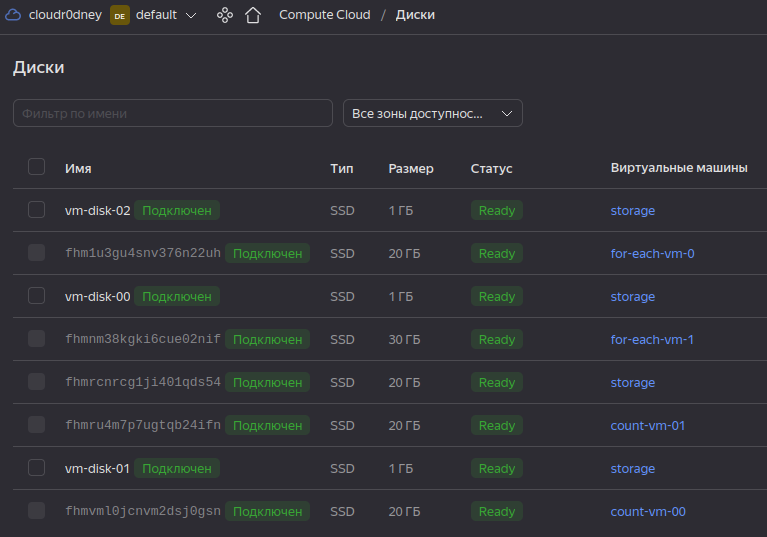 cloudr0dney DE default Compute Cloud / Диски
Диски
Фильтр по имени Все зоны доступнос...
Имя Тип Размер Статус Виртуальные машины
vm-disk-02 Подключен SSD 1 ГБ Ready storage
fhm1u3gu4snv376n22uh Подключен SSD 20 ГБ Ready for-each-vm-0
vm-disk-00 Подключен SSD 1 ГБ Ready storage
fhmnm38kgki6cue02nif Подключен SSD 30 ГБ Ready for-each-vm-1
fhmrcnrcg1ji401qds54 Подключен SSD 20 ГБ Ready storage
fhmru4m7p7ugtqb24ifn Подключен SSD 20 ГБ Ready count-vm-01
vm-disk-01 Подключен SSD 1 ГБ Ready storage
fhmvml0jcnvm2dsj0gsn Подключен SSD 20 ГБ Ready count-vm-00